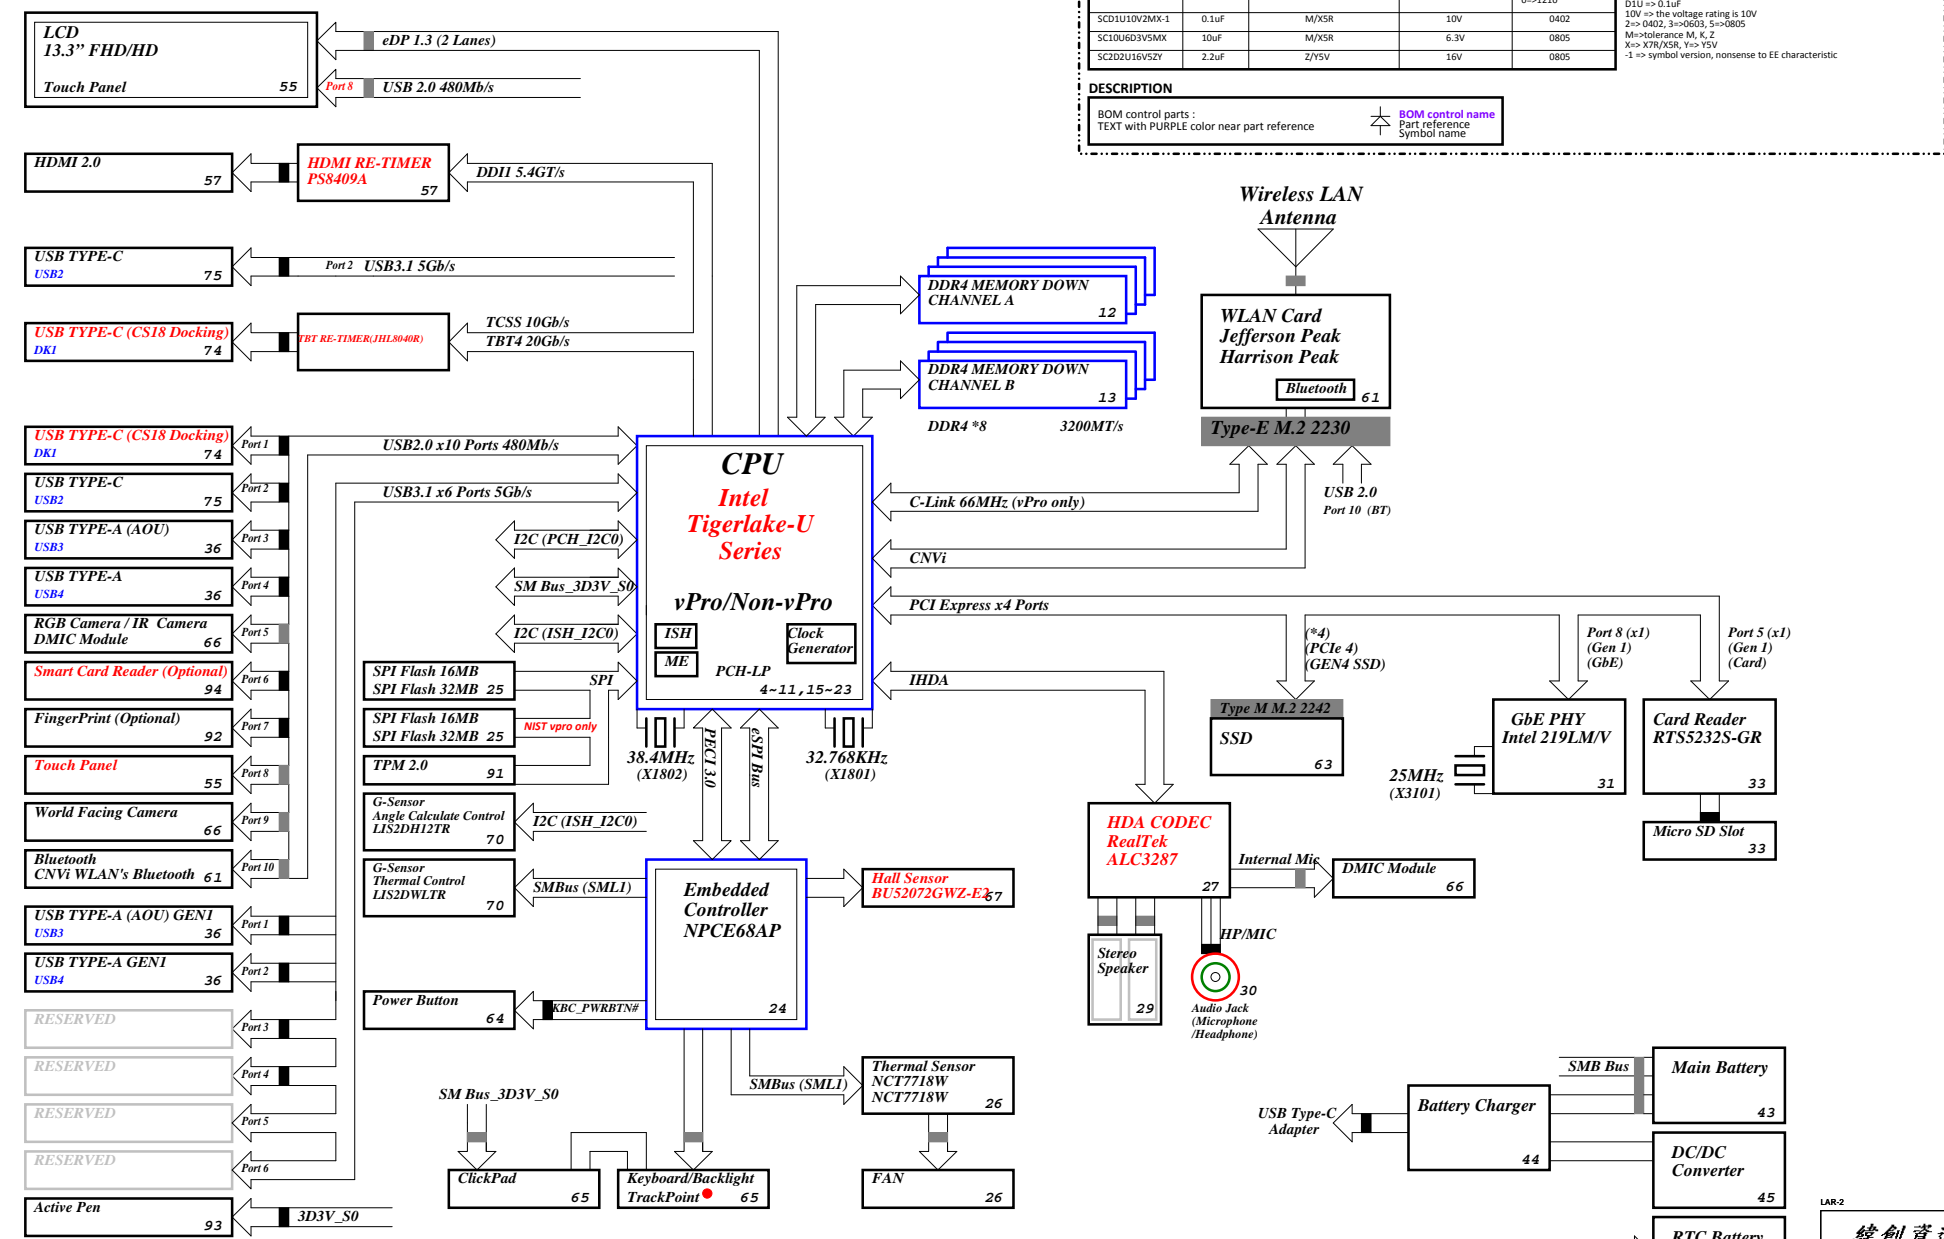 LCD
13.3” FHD/HD
Touch Panel
55
eDP 1.3 (2 Lanes)
Port 8
USB 2.0 480Mb/s
SCD1U10V2MX-1 0.1uF M/X5R 10V 0402
SC10U6D3V5MX 10uF M/X5R 6.3V 0805
SC2D2U16V5ZY 2.2uF Z/Y5V 16V 0805
D1U => 0.1uF
10V => the voltage rating is 10V
2=> 0402, 3=>0603, 5=>0805
M=>tolerance M, K, Z
X=> X7R/X5R, Y=> Y5V
-1 => symbol version, nonsense to EE characteristic
DESCRIPTION
BOM control parts :
TEXT with PURPLE color near part reference
BOM control name
Part reference
Symbol name
HDMI 2.0
57
HDMI RE-TIMER
PS8409A
57
DDI1 5.4GT/s
USB TYPE-C
USB2
75
Port 2 USB3.1 5Gb/s
USB TYPE-C (CS18 Docking)
DK1
74
TBT RE-TIMER(JHL8040R)
TCSS 10Gb/s
TBT4 20Gb/s
DDR4 MEMORY DOWN
CHANNEL A
12
DDR4 MEMORY DOWN
CHANNEL B
13
DDR4 *8 3200MT/s
Wireless LAN
Antenna
WLAN Card
Jefferson Peak
Harrison Peak
Bluetooth
61
Type-E M.2 2230
USB 2.0
Port 10 (BT)
USB TYPE-C (CS18 Docking)
DK1
74
Port 1
USB2.0 x10 Ports 480Mb/s
USB TYPE-C
USB2
75
Port 2
USB3.1 x6 Ports 5Gb/s
USB TYPE-A (AOU)
USB3
36
Port 3
USB TYPE-A
USB4
36
Port 4
RGB Camera / IR Camera
DMIC Module
66
Port 5
Smart Card Reader (Optional)
94
Port 6
FingerPrint (Optional)
92
Port 7
Touch Panel
55
Port 8
World Facing Camera
66
Port 9
Bluetooth
CNVi WLAN's Bluetooth
61
Port 10
USB TYPE-A (AOU) GEN1
USB3
36
Port 1
USB TYPE-A GEN1
USB4
36
Port 2
RESERVED
Port 3
RESERVED
Port 4
RESERVED
Port 5
RESERVED
Port 6
Active Pen
93
3D3V_S0
I2C (PCH_I2C0)
SM Bus_3D3V_S0
I2C (ISH_I2C0)
CPU
Intel
Tigerlake-U
Series
vPro/Non-vPro
ISH
ME
Clock
Generator
PCH-LP
4~11,15~23
C-Link 66MHz (vPro only)
CNVi
PCI Express x4 Ports
IHDA
SPI Flash 16MB
SPI Flash 32MB 25
SPI
SPI Flash 16MB
SPI Flash 32MB 25
NIST vpro only
TPM 2.0
91
38.4MHz
(X1802)
PECI 3.0
eSPI Bus
32.768KHz
(X1801)
G-Sensor
Angle Calculate Control
LIS2DH12TR
70
I2C (ISH_I2C0)
G-Sensor
Thermal Control
LIS2DWLTR
70
SMBus (SML1)
Embedded
Controller
NPCE68AP
24
Hall Sensor
BU52072GWZ-E2
67
Power Button
64
KBC_PWRBTN#
SMBus (SML1)
Thermal Sensor
NCT7718W
NCT7718W
26
FAN
26
SM Bus_3D3V_S0
ClickPad
65
Keyboard/Backlight
TrackPoint
65
(*4)
(PCIe 4)
(GEN4 SSD)
Type M M.2 2242
SSD
63
Port 8 (x1)
(Gen 1)
(GbE)
GbE PHY
Intel 219LM/V
31
25MHz
(X3101)
Port 5 (x1)
(Gen 1)
(Card)
Card Reader
RTS5232S-GR
33
Micro SD Slot
33
HDA CODEC
RealTek
ALC3287
27
Internal Mic
DMIC Module
66
Stereo
Speaker
29
HP/MIC
30
Audio Jack
(Microphone
/Headphone)
SMB Bus
Main Battery
43
Battery Charger
44
USB Type-C
Adapter
DC/DC
Converter
45
RTC Battery
LAR-2
緯創資